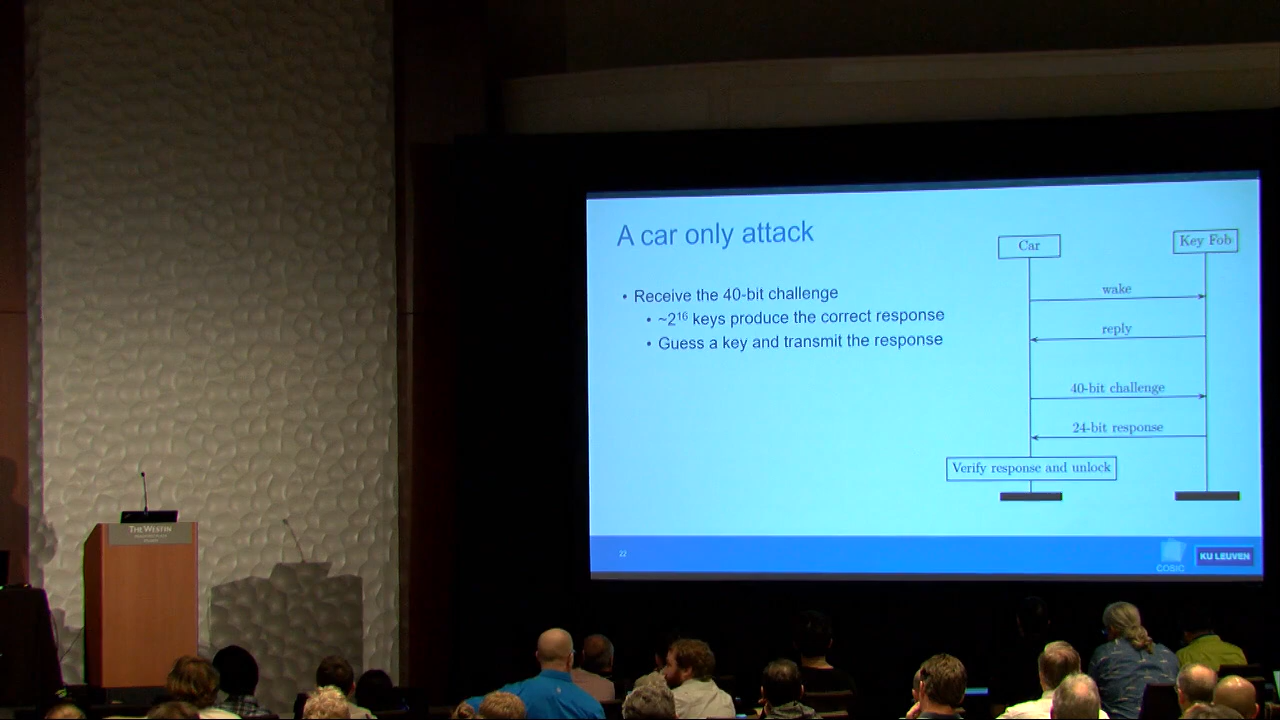 A car only attack
• Receive the 40-bit challenge
• ~2¹⁶ keys produce the correct response
• Guess a key and transmit the response
Car
Key Fob
wake
reply
40-bit challenge
24-bit response
Verify response and unlock
22
COSIC
KU LEUVEN
THE WESTIN